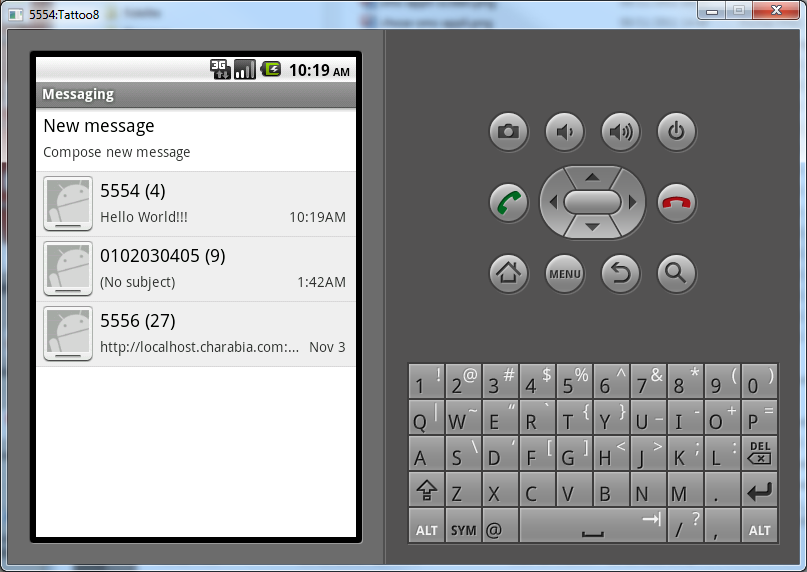 5554:Tattoo8
3G 10:19 AM
Messaging
New message
Compose new message
5554 (4)
Hello World!!! 10:19AM
0102030405 (9)
(No subject) 1:42AM
5556 (27)
http://localhost.charabia.com:... Nov 3
MENU
1 ! 2 @ 3 # 4 $ 5 % 6 ^ 7 & 8 * 9 ( 0 )
Q | W ~ E “ R ` T { Y } U _ I - O + P =
A S \ D ‘ F [ G ] H < J > K ; L : DEL
Z X C V B N M .
ALT SYM @ / ? , ALT